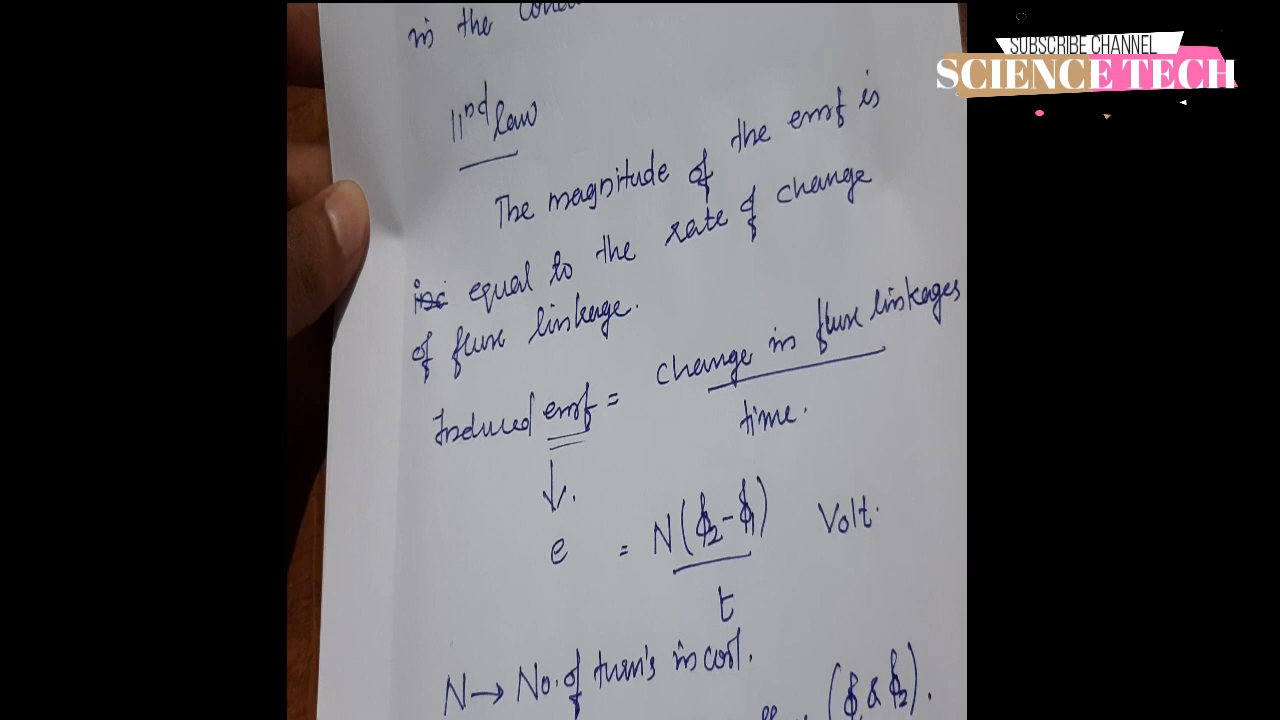 in the
SUBSCRIBE CHANNEL
SCIENCE TECH
IInd law
The magnitude of the emf is
equal to the rate of change
of flux linkage.
Induced emf = change in flux linkages
time.
↓.
e = N(ϕ2-ϕ1) Volt.
t
N → No. of turn's in coil.
(ϕ1 & ϕ2).